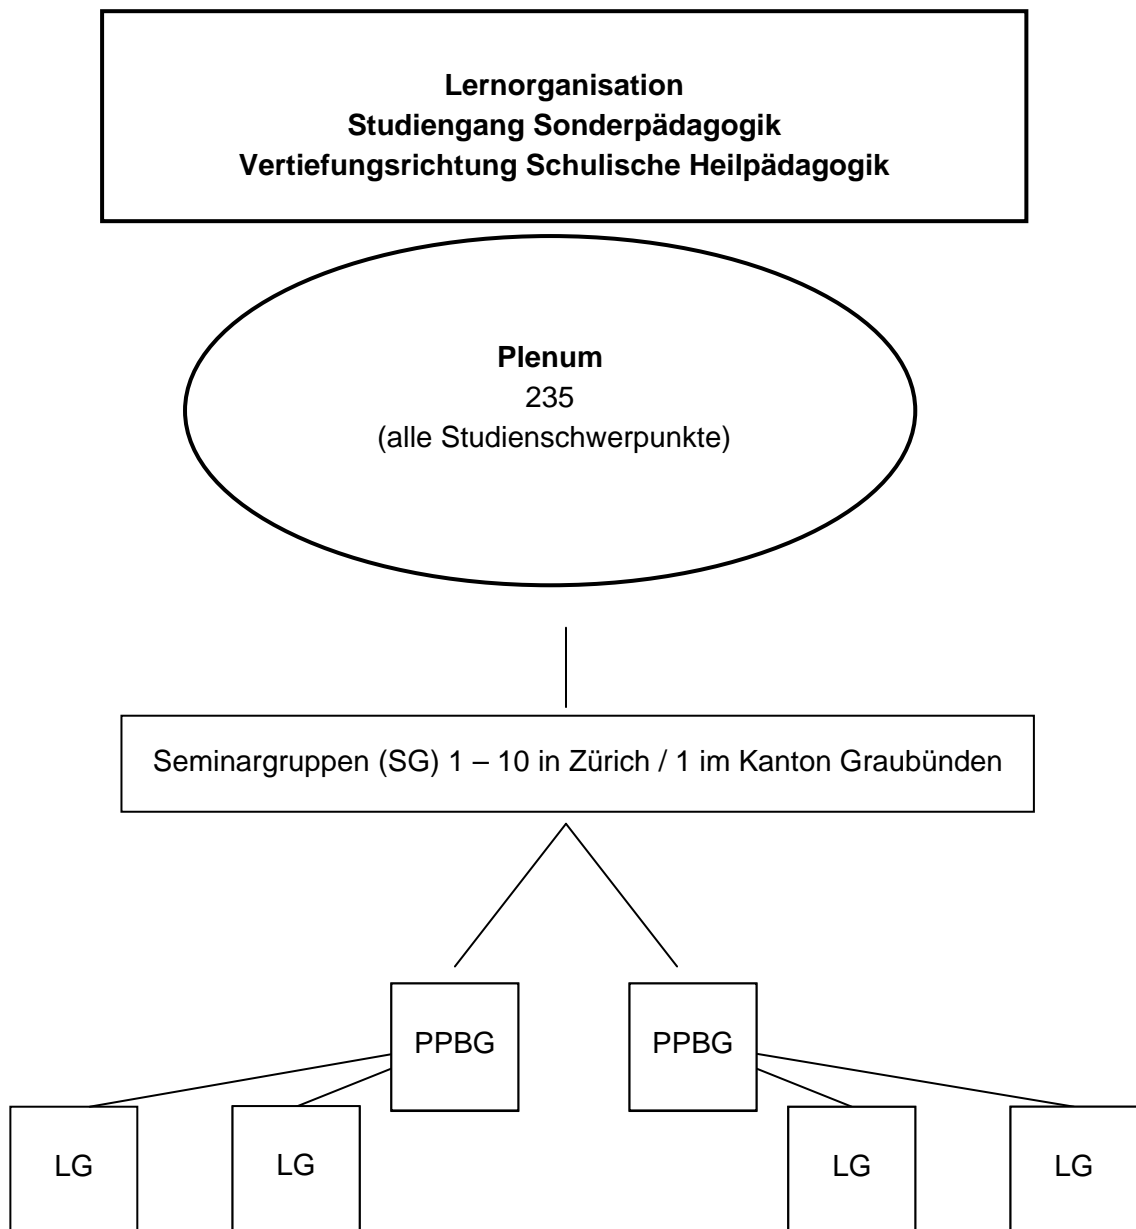 Lernorganisation
Studiengang Sonderpädagogik
Vertiefungsrichtung Schulische Heilpädagogik
Plenum
235
(alle Studienschwerpunkte)
Seminargruppen (SG) 1 – 10 in Zürich / 1 im Kanton Graubünden
PPBG
PPBG
LG
LG
LG
LG